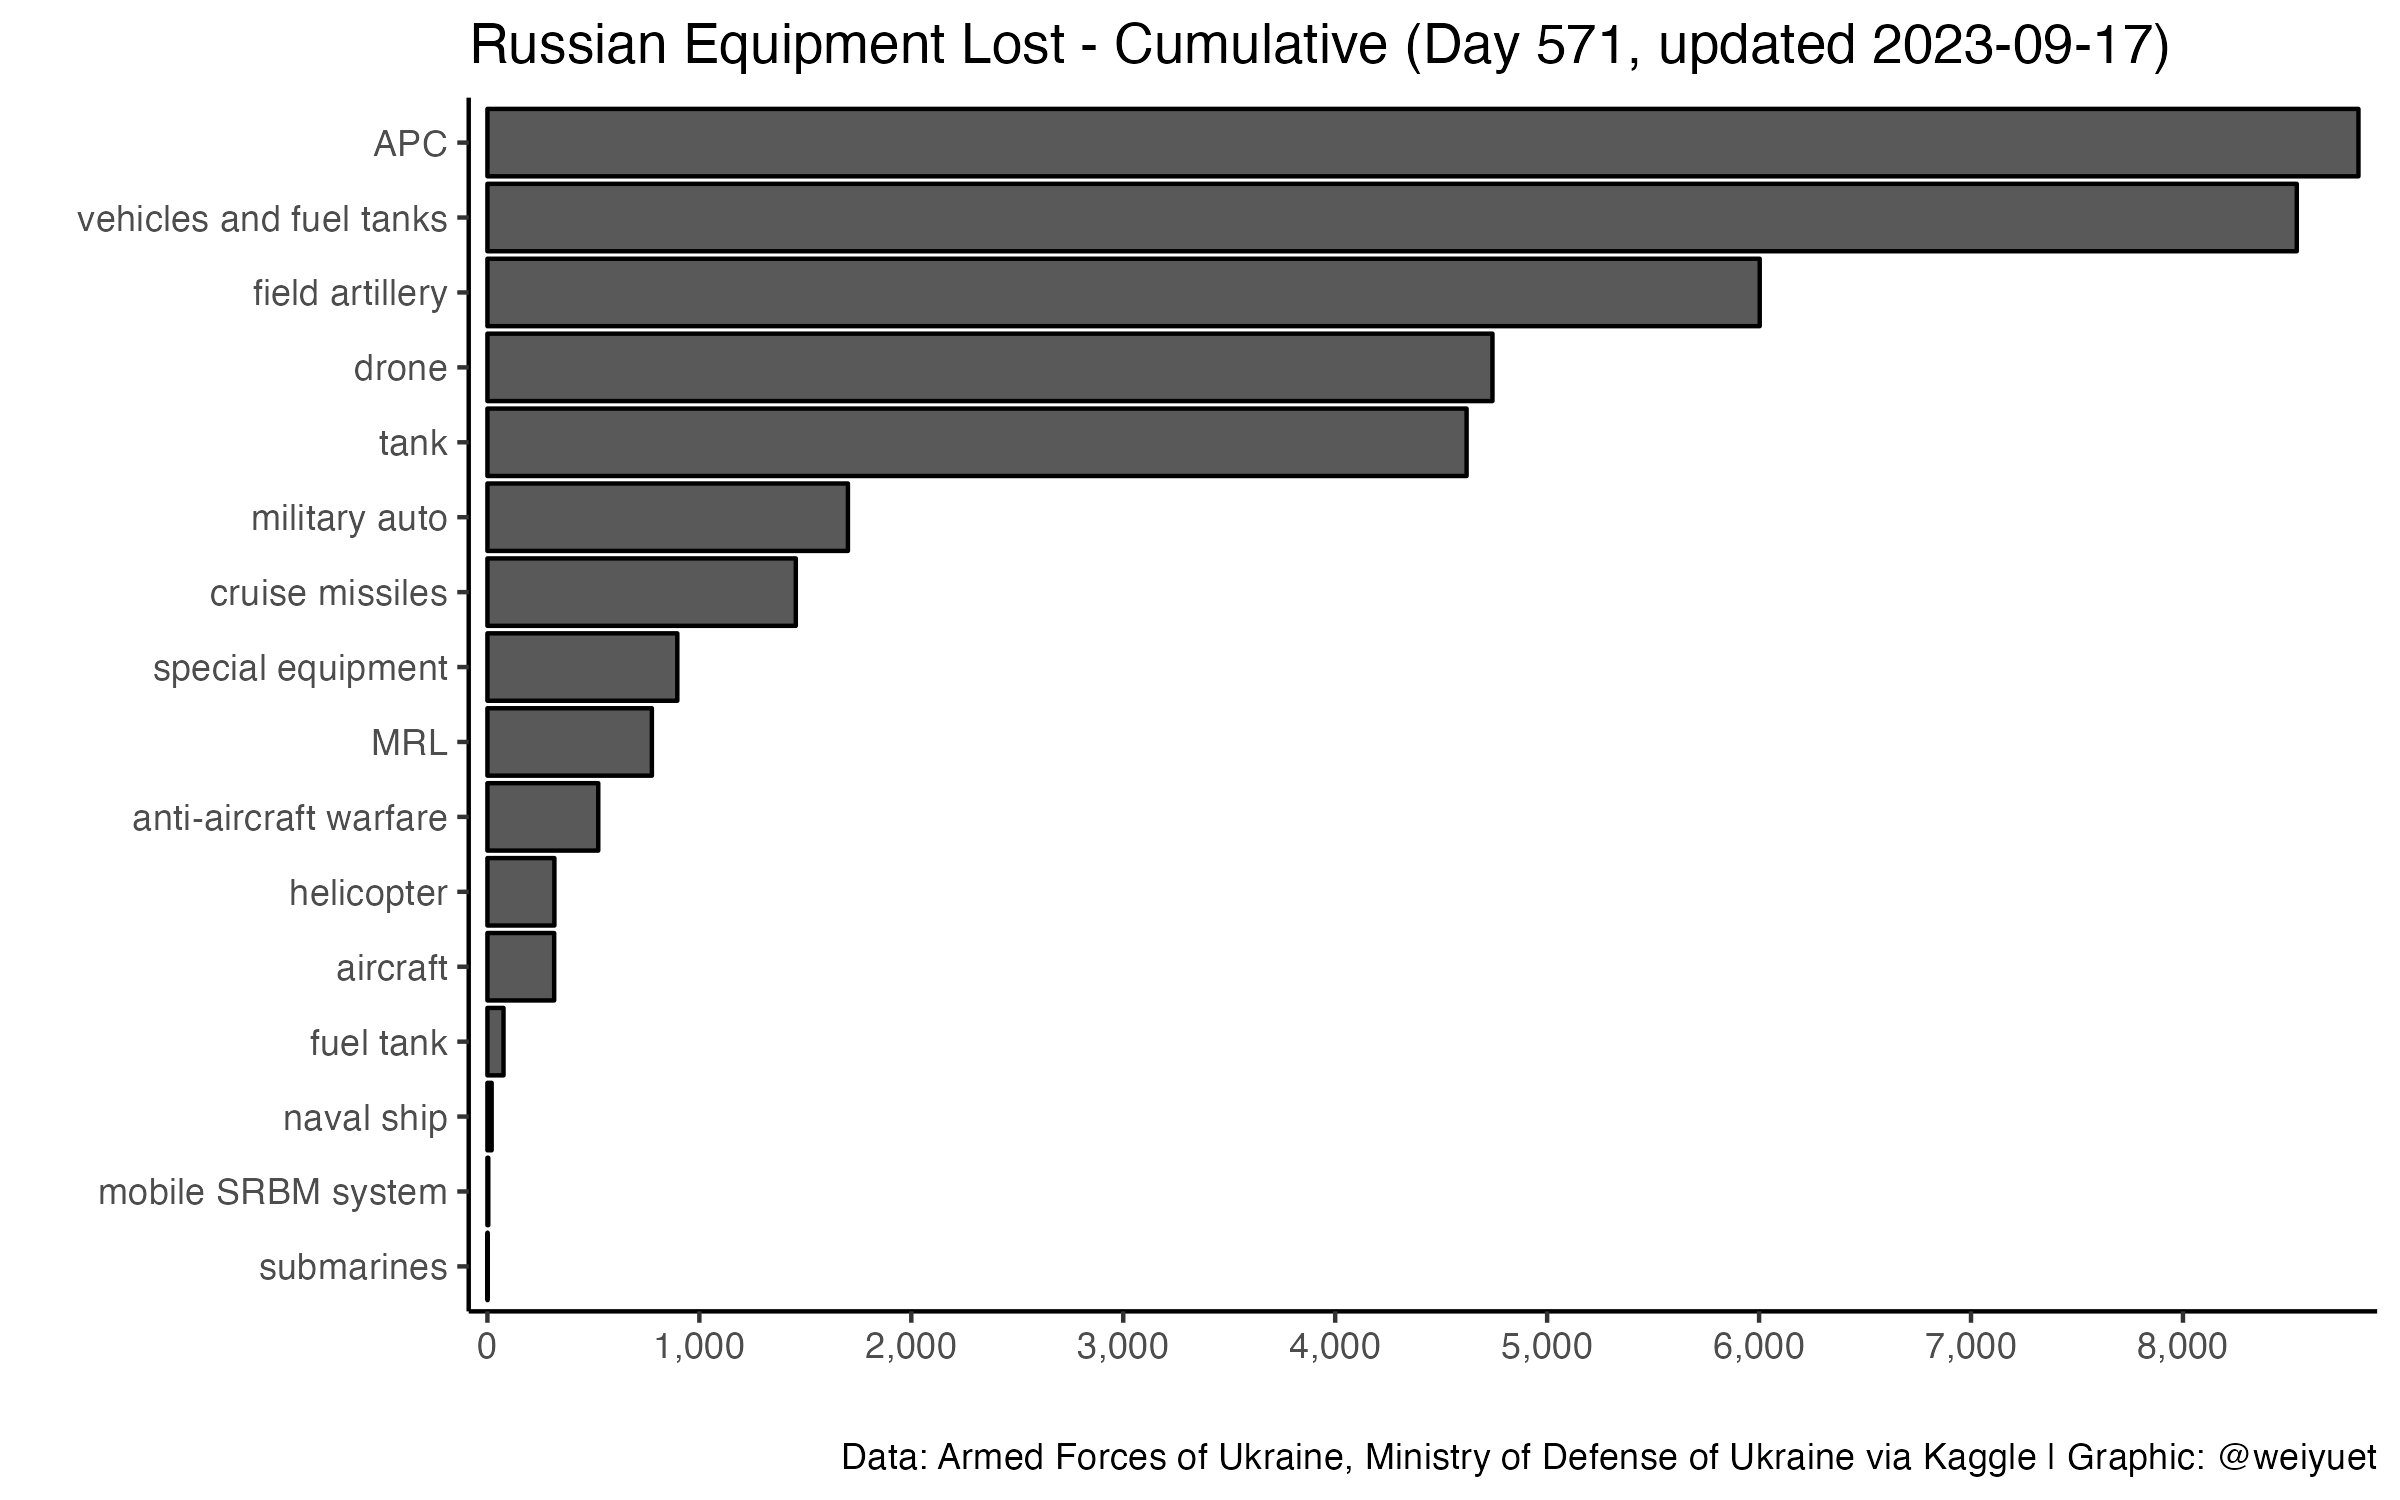 Russian Equipment Lost - Cumulative (Day 571, updated 2023-09-17)
APC
vehicles and fuel tanks
field artillery
drone
tank
military auto
cruise missiles
special equipment
MRL
anti-aircraft warfare
helicopter
aircraft
fuel tank
naval ship
mobile SRBM system
submarines
0 1,000 2,000 3,000 4,000 5,000 6,000 7,000 8,000
Data: Armed Forces of Ukraine, Ministry of Defense of Ukraine via Kaggle | Graphic: @weiyuet